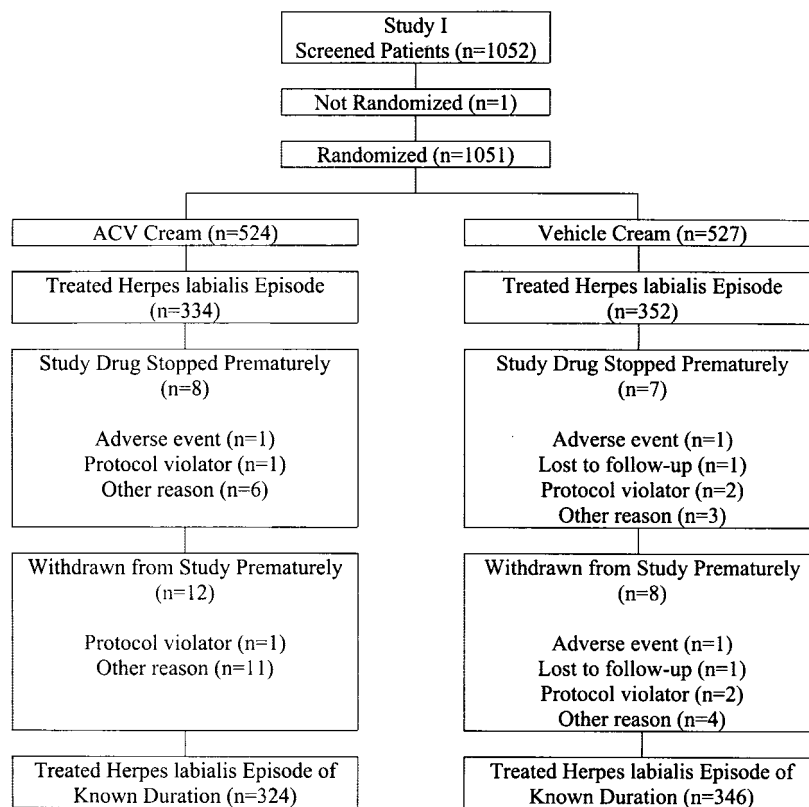 Study I
Screened Patients (n=1052)
Not Randomized (n=1)
Randomized (n=1051)
ACV Cream (n=524)
Treated Herpes labialis Episode
(n=334)
Study Drug Stopped Prematurely
(n=8)
Adverse event (n=1)
Protocol violator (n=1)
Other reason (n=6)
Withdrawn from Study Prematurely
(n=12)
Protocol violator (n=1)
Other reason (n=11)
Treated Herpes labialis Episode of
Known Duration (n=324)
Vehicle Cream (n=527)
Treated Herpes labialis Episode
(n=352)
Study Drug Stopped Prematurely
(n=7)
Adverse event (n=1)
Lost to follow-up (n=1)
Protocol violator (n=2)
Other reason (n=3)
Withdrawn from Study Prematurely
(n=8)
Adverse event (n=1)
Lost to follow-up (n=1)
Protocol violator (n=2)
Other reason (n=4)
Treated Herpes labialis Episode of
Known Duration (n=346)